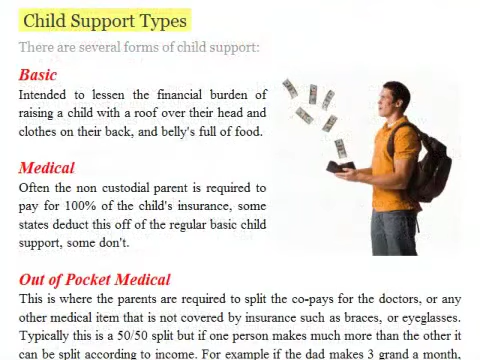 Child Support Types
There are several forms of child support:
Basic
Intended to lessen the financial burden of
raising a child with a roof over their head and
clothes on their back, and belly's full of food.
Medical
Often the non custodial parent is required to
pay for 100% of the child's insurance, some
states deduct this off of the regular basic child
support, some don't.
Out of Pocket Medical
This is where the parents are required to split the co-pays for the doctors, or any
other medical item that is not covered by insurance such as braces, or eyeglasses.
Typically this is a 50/50 split but if one person makes much more than the other it
can be split according to income. For example if the dad makes 3 grand a month,